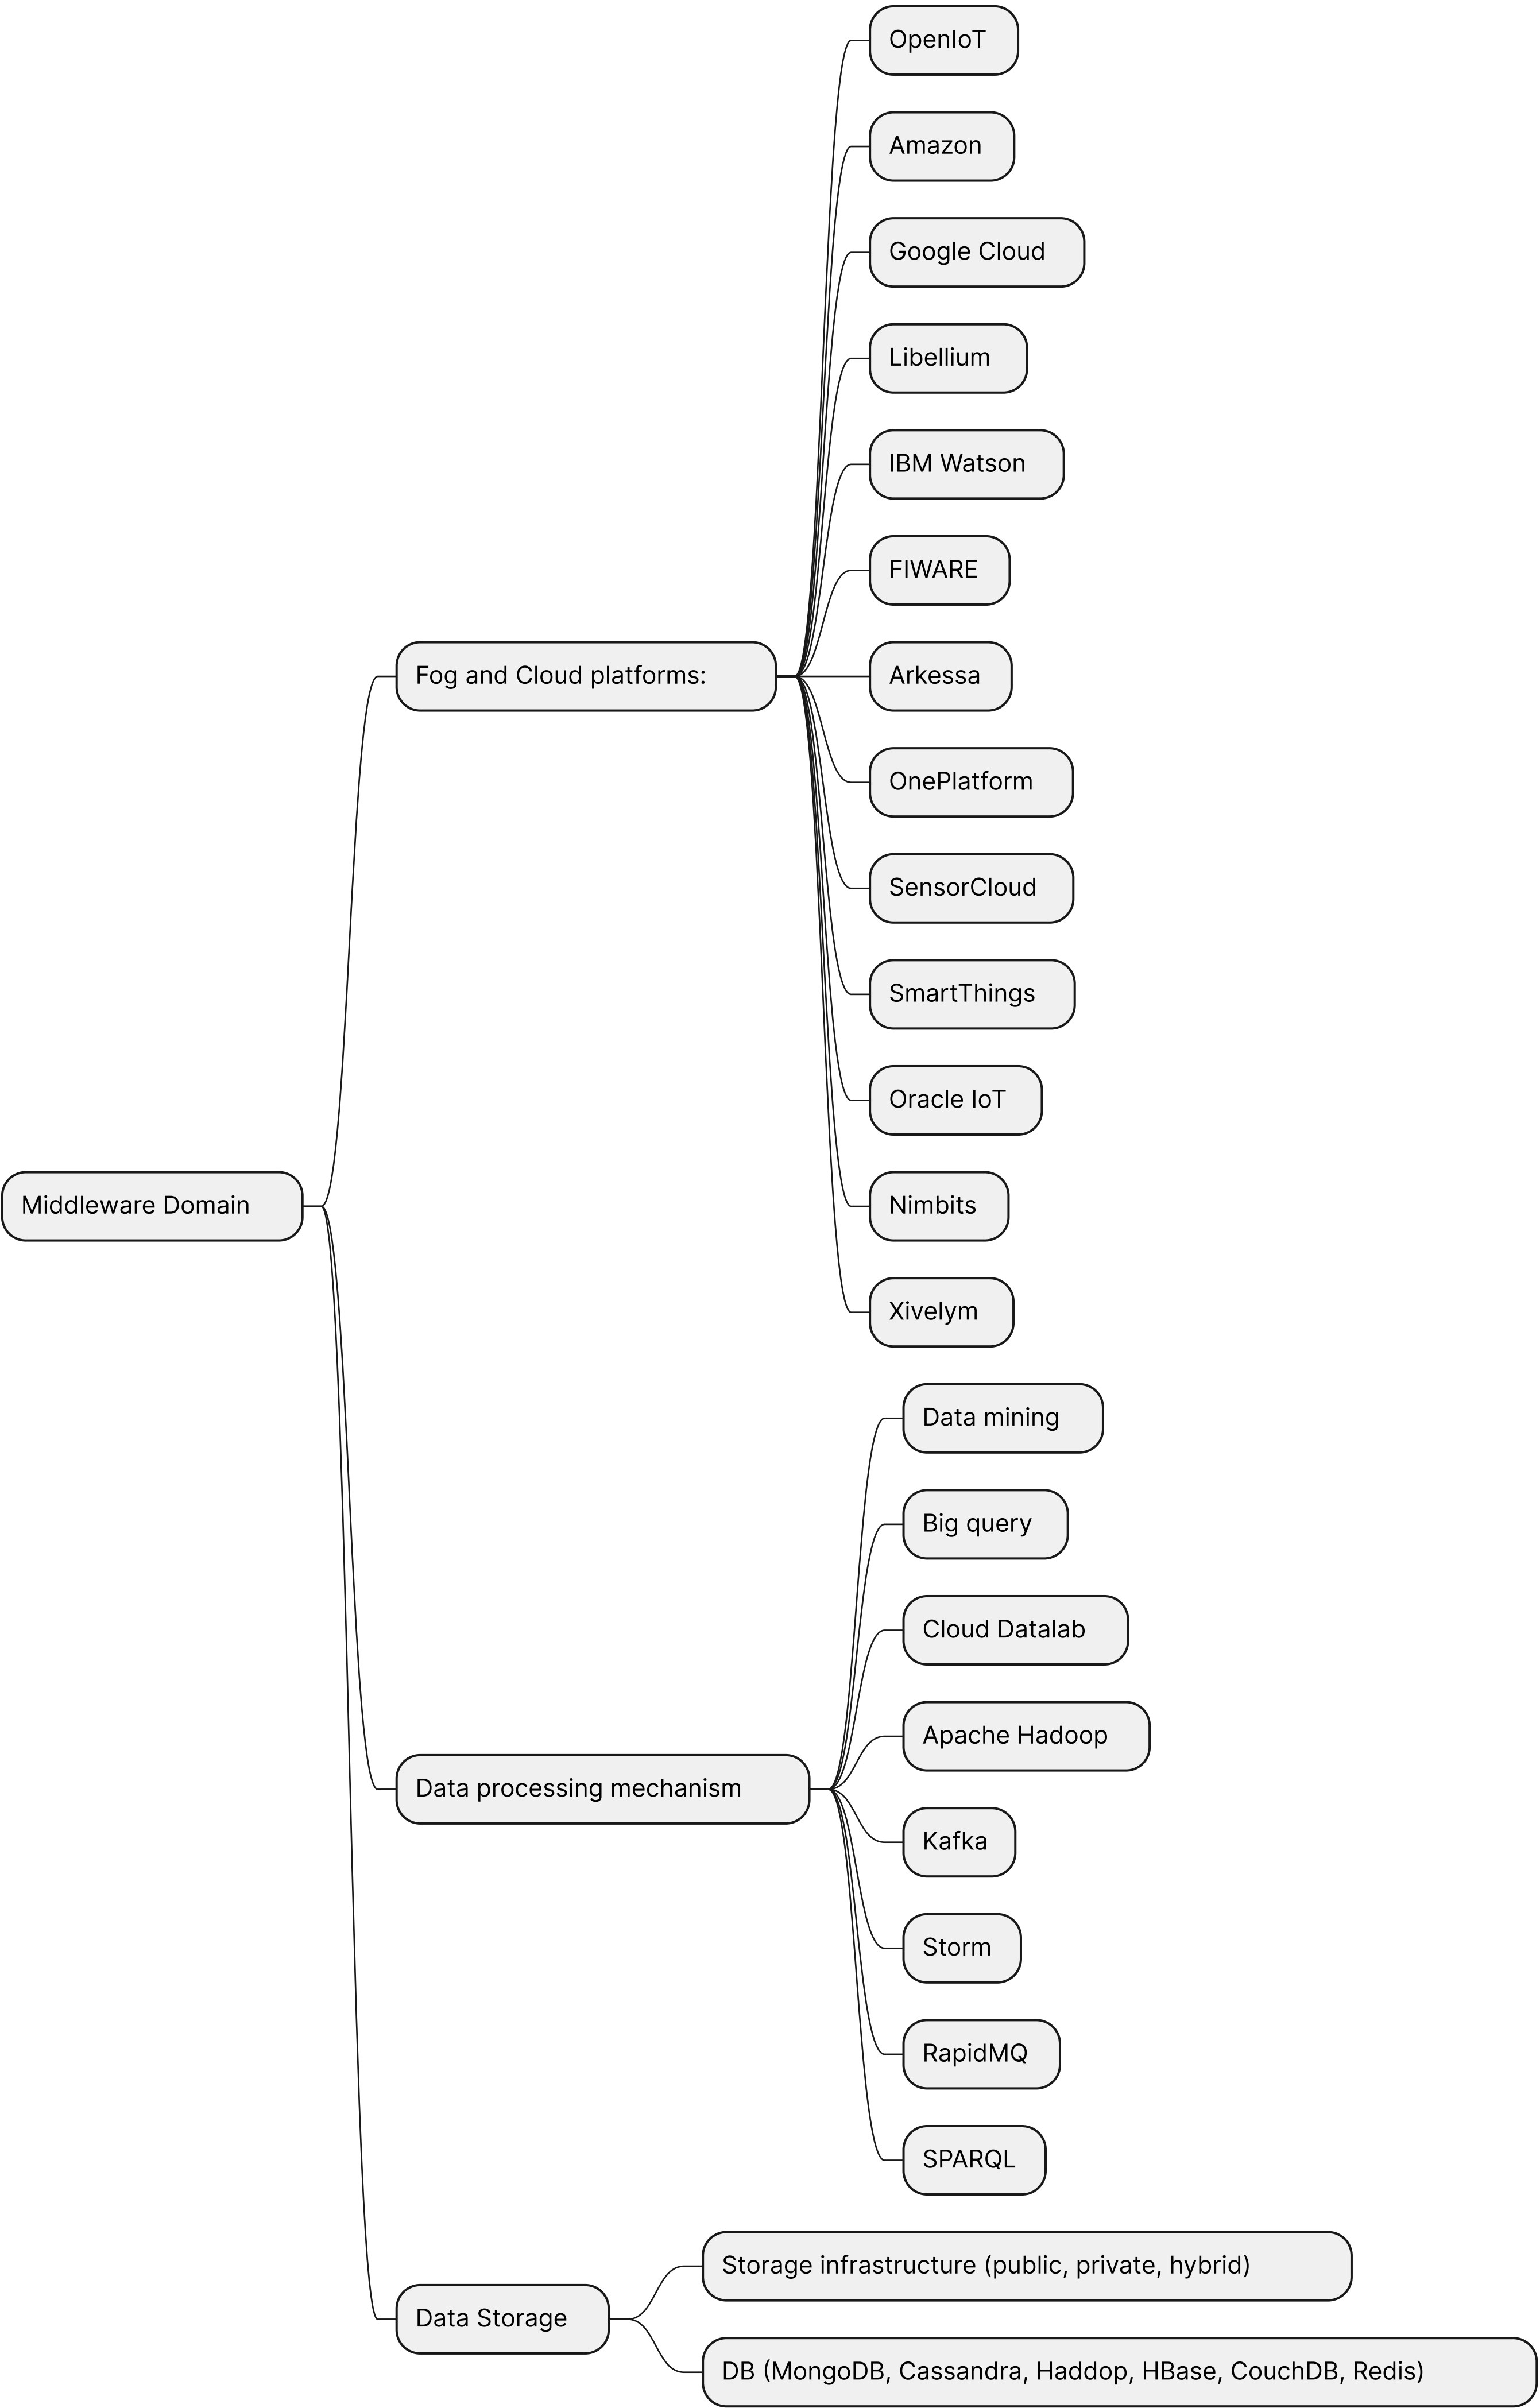 OpenIoT
Amazon
Google Cloud
Libellium
IBM Watson
FIWARE
Fog and Cloud platforms:
Arkessa
OnePlatform
SensorCloud
SmartThings
Oracle IoT
Middleware Domain
Nimbits
Xivelym
Data mining
Big query
Cloud Datalab
Apache Hadoop
Data processing mechanism
Kafka
Storm
RapidMQ
SPARQL
Storage infrastructure (public, private, hybrid)
Data Storage
DB (MongoDB, Cassandra, Haddop, HBase, CouchDB, Redis)